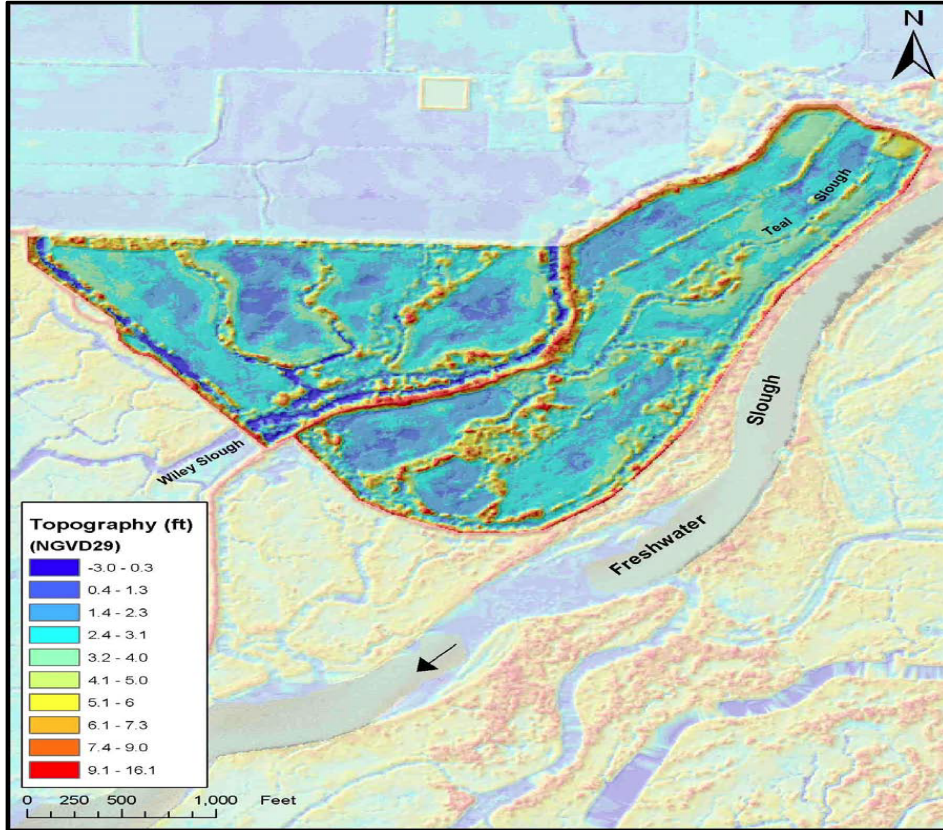 N
Teal Slough
Wiley Slough
Freshwater Slough
Topography (ft)
(NGVD29)
-3.0 - 0.3
0.4 - 1.3
1.4 - 2.3
2.4 - 3.1
3.2 - 4.0
4.1 - 5.0
5.1 - 6
6.1 - 7.3
7.4 - 9.0
9.1 - 16.1
0 250 500 1,000 Feet